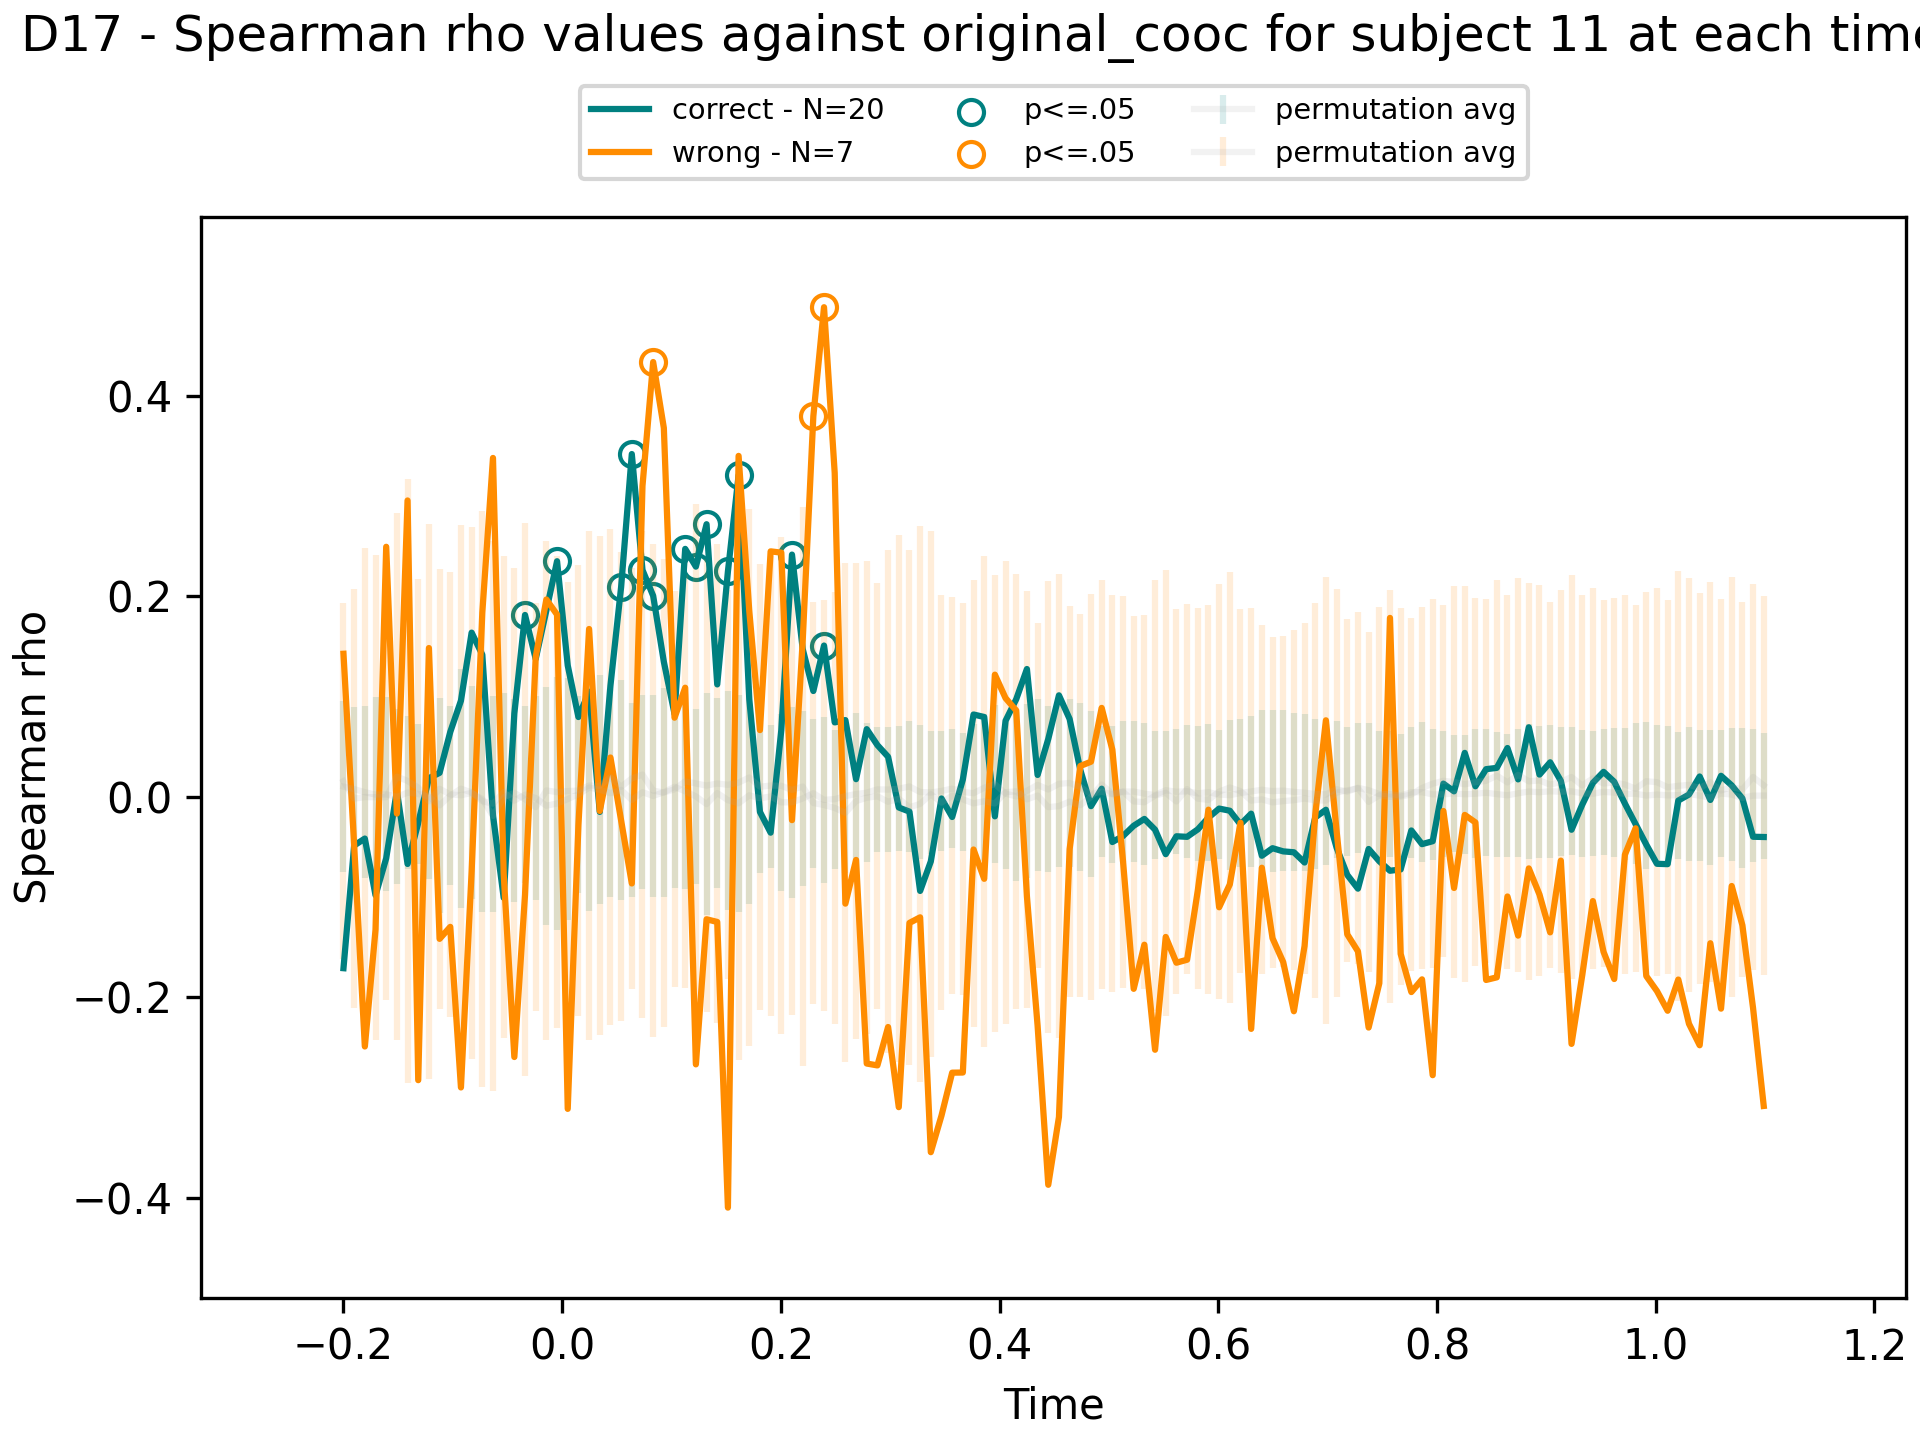 D17 - Spearman rho values against original_cooc for subject 11 at each time
correct - N=20
wrong - N=7
p<=.05
p<=.05
permutation avg
permutation avg
Spearman rho
0.4
0.2
0.0
−0.2
−0.4
−0.2 0.0 0.2 0.4 0.6 0.8 1.0 1.2
Time